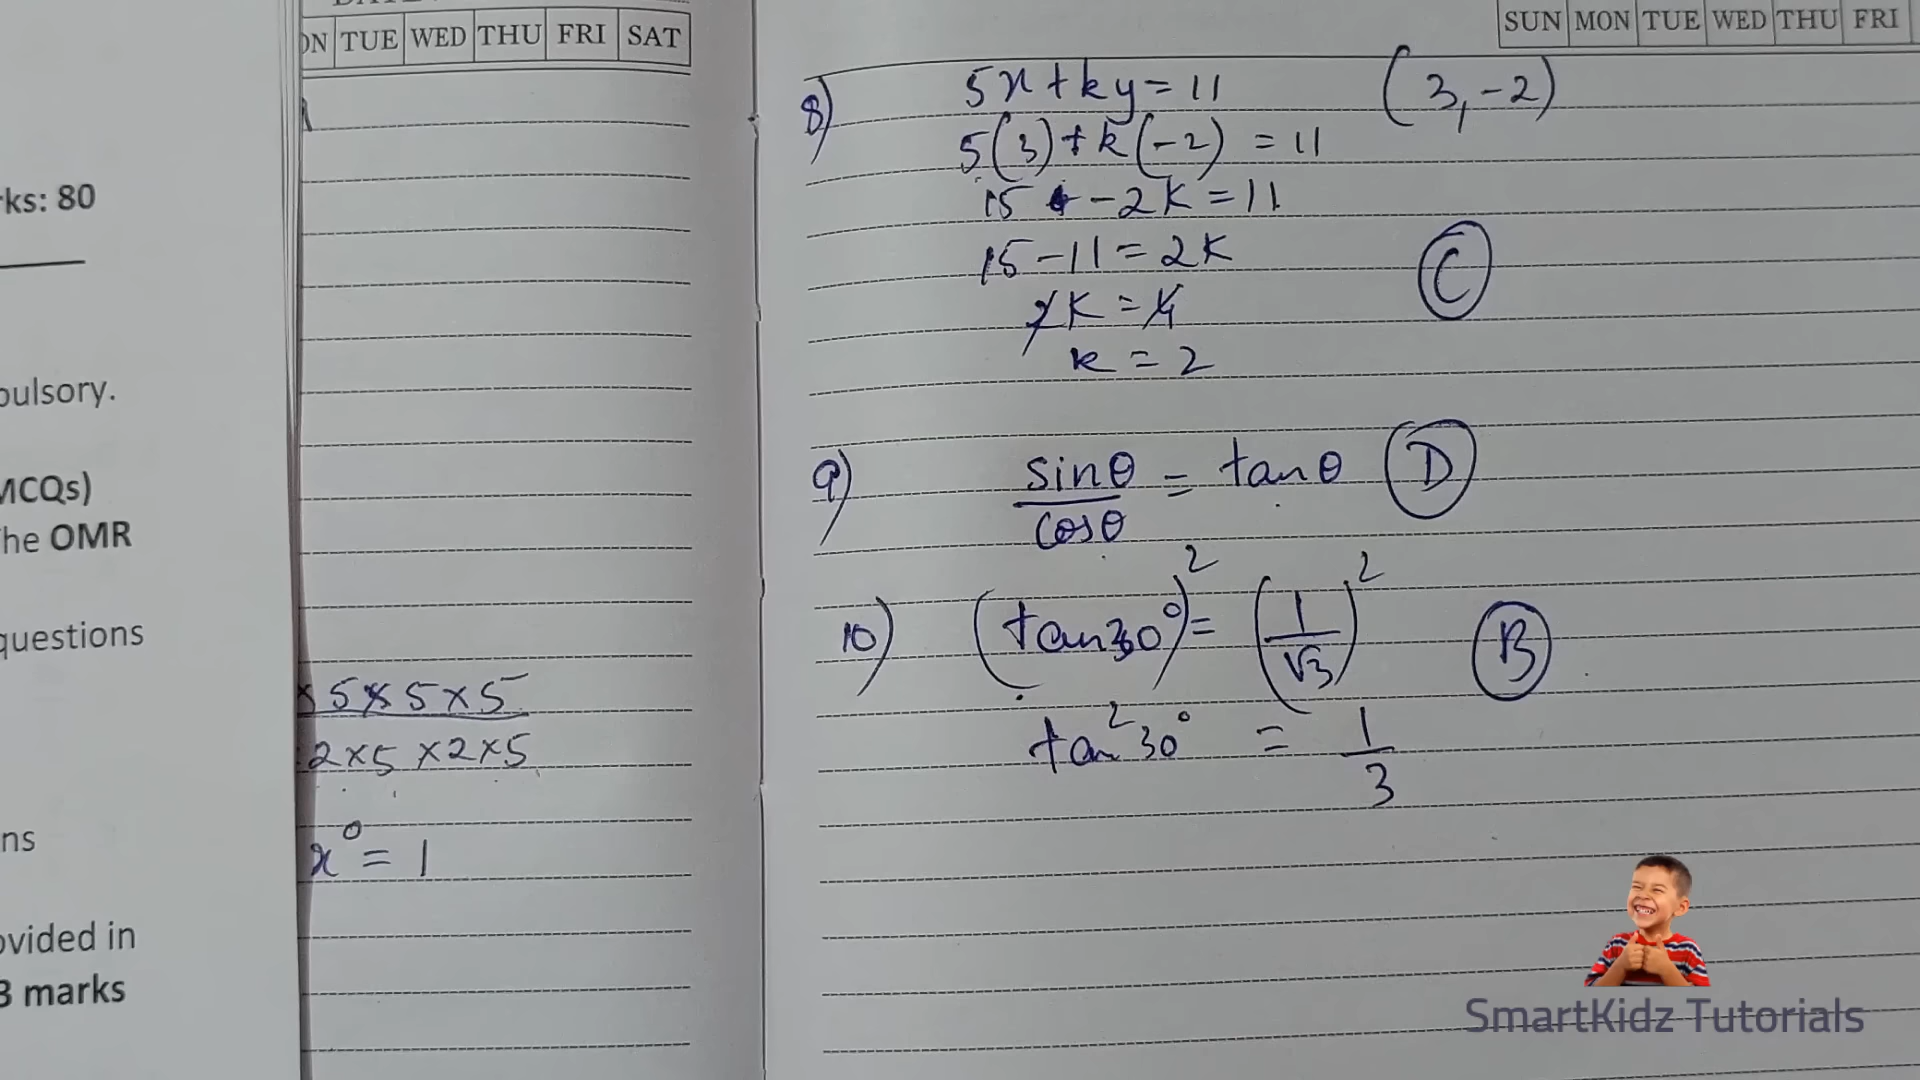 rks: 80
pulsory.
MCQs)
The OMR
questions
ns
ovided in
3 marks
ON TUE WED THU FRI SAT
x 5 x 5 x 5
2 x 5 x 2 x 5
x⁰ = 1
SUN MON TUE WED THU FRI
8) 5x + ky = 11 (3, -2)
5(3) + k(-2) = 11
15 - 2k = 11
15 - 11 = 2k
2k = 4
k = 2
C
9) sinθ/cosθ = tanθ D
10) (tan30°)² = (1/√3)² B
tan²30° = 1/3
SmartKidz Tutorials